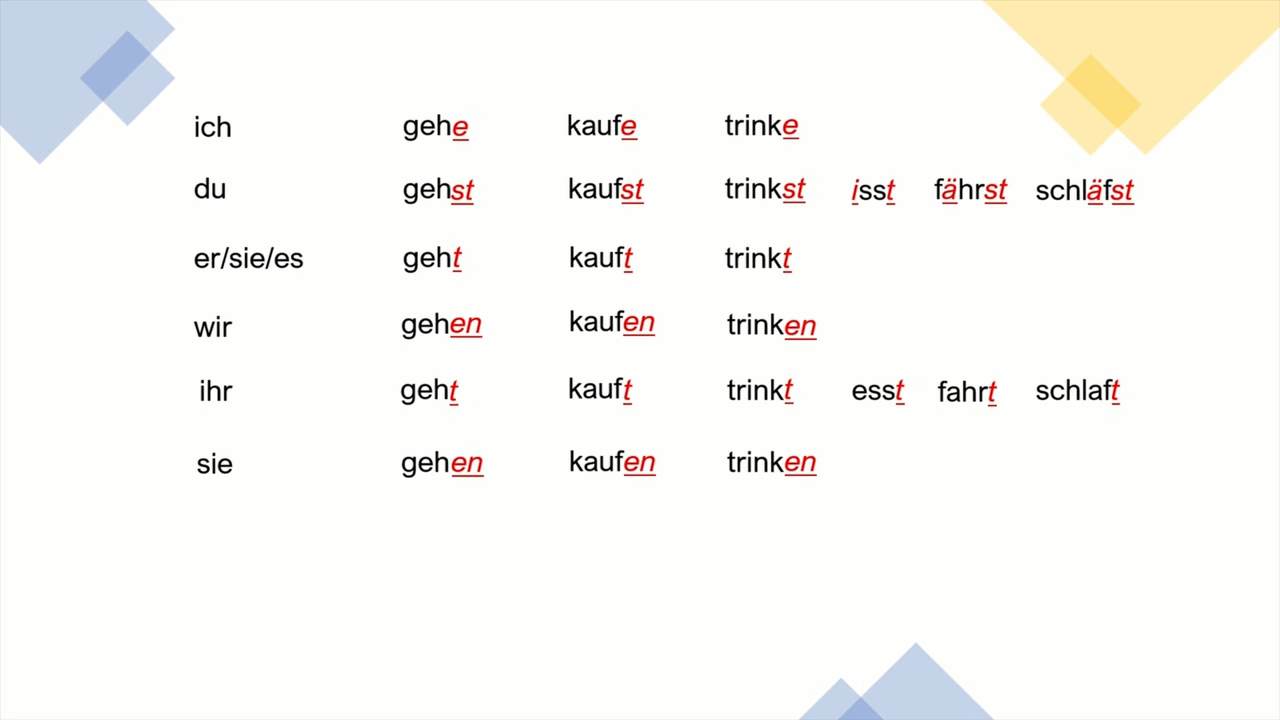 ich gehe kaufe trinke
du gehst kaufst trinkst isst fährst schläfst
er/sie/es geht kauft trinkt
wir gehen kaufen trinken
ihr geht kauft trinkt esst fahrt schlaft
sie gehen kaufen trinken